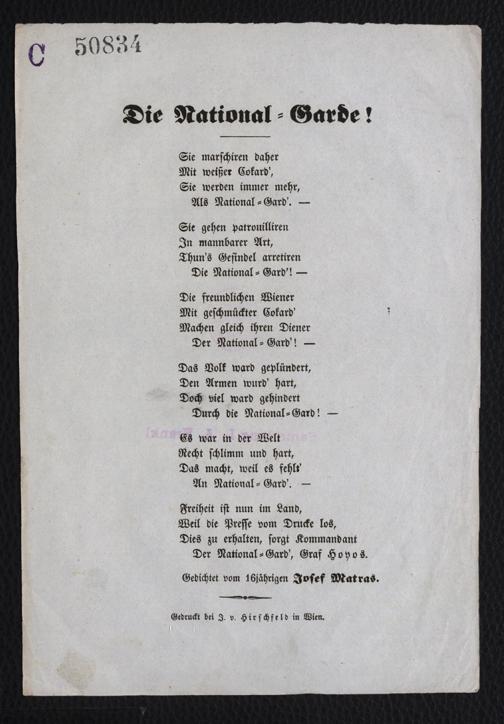 C 50834
Die National-Garde!
Sie marschiren daher
Mit weißer Cokard',
Sie werden immer mehr,
Als National-Gard'. —
Sie gehen patrouilliren
In mannbarer Art,
Thun's Gesindel arretiren
Die National-Gard'! —
Die freundlichen Wiener
Mit geschmückter Cokard'
Machen gleich ihren Diener
Der National-Gard'! —
Das Volk ward geplündert,
Den Armen wurd' hart,
Doch viel ward gehindert
Durch die National-Gard! —
Es war in der Welt
Recht schlimm und hart,
Das macht, weil es fehlt'
An National-Gard'. —
Freiheit ist nun im Land,
Weil die Presse vom Drucke los,
Dies zu erhalten, sorgt Kommandant
Der National-Gard', Graf Hoyos.
Gedichtet vom 16jährigen Josef Matras.
Gedruckt bei J. v. Hirschfeld in Wien.